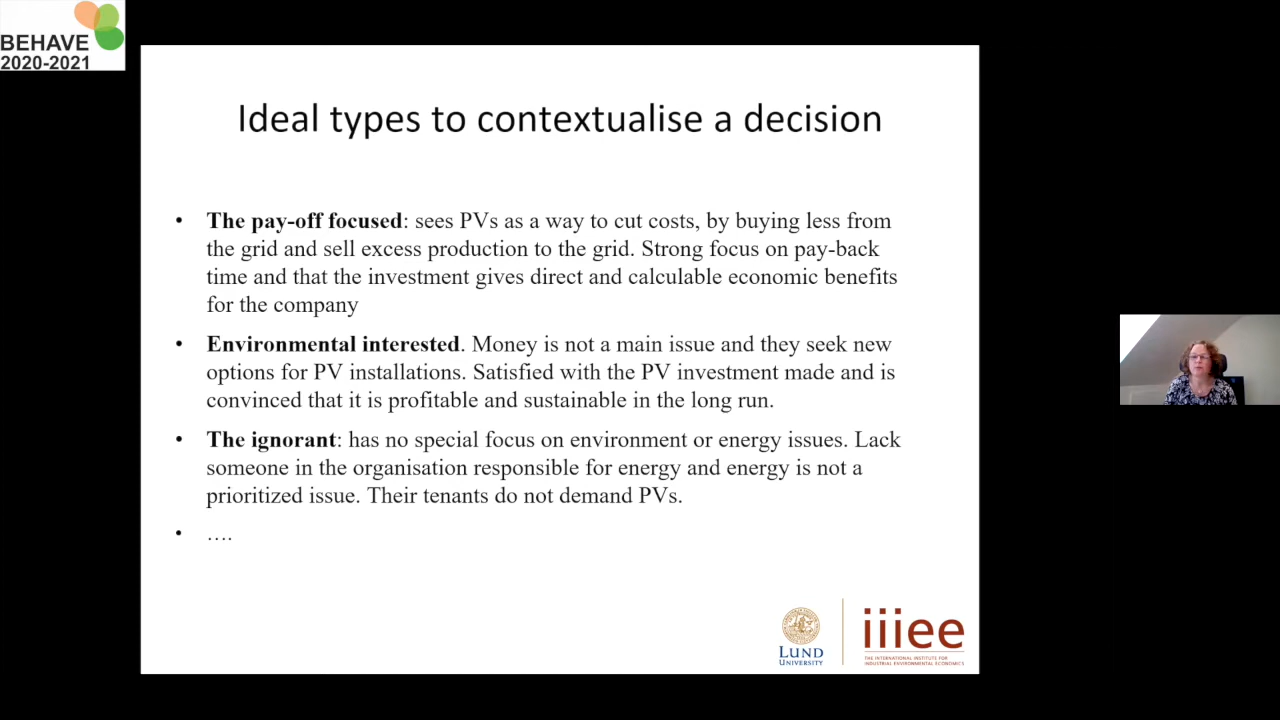 BEHAVE
2020-2021
Ideal types to contextualise a decision
• The pay-off focused: sees PVs as a way to cut costs, by buying less from
the grid and sell excess production to the grid. Strong focus on pay-back
time and that the investment gives direct and calculable economic benefits
for the company
• Environmental interested. Money is not a main issue and they seek new
options for PV installations. Satisfied with the PV investment made and is
convinced that it is profitable and sustainable in the long run.
• The ignorant: has no special focus on environment or energy issues. Lack
someone in the organisation responsible for energy and energy is not a
prioritized issue. Their tenants do not demand PVs.
• ….
LUND
UNIVERSITY
iiiee
THE INTERNATIONAL INSTITUTE FOR
INDUSTRIAL ENVIRONMENTAL ECONOMICS